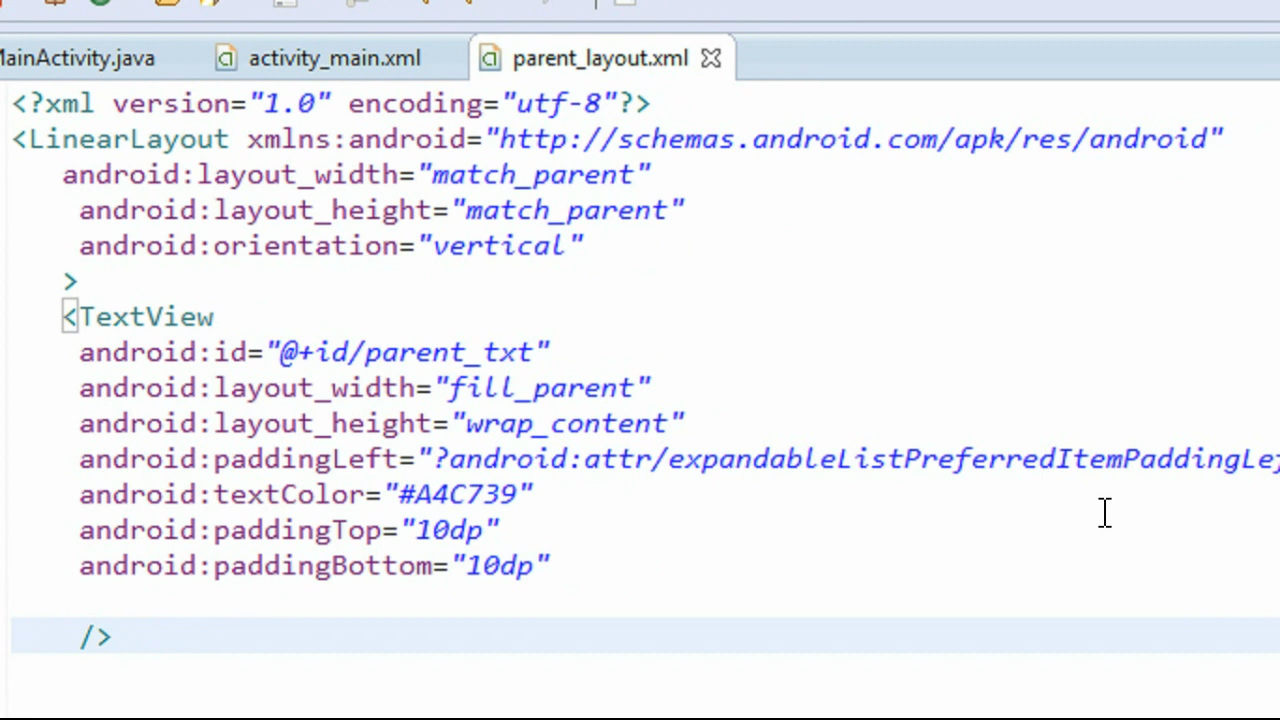 MainActivity.java activity_main.xml parent_layout.xml
<?xml version="1.0" encoding="utf-8"?>
<LinearLayout xmlns:android="http://schemas.android.com/apk/res/android"
android:layout_width="match_parent"
android:layout_height="match_parent"
android:orientation="vertical"
>
<TextView
android:id="@+id/parent_txt"
android:layout_width="fill_parent"
android:layout_height="wrap_content"
android:paddingLeft="?android:attr/expandableListPreferredItemPaddingLef
android:textColor="#A4C739"
android:paddingTop="10dp"
android:paddingBottom="10dp"
/>